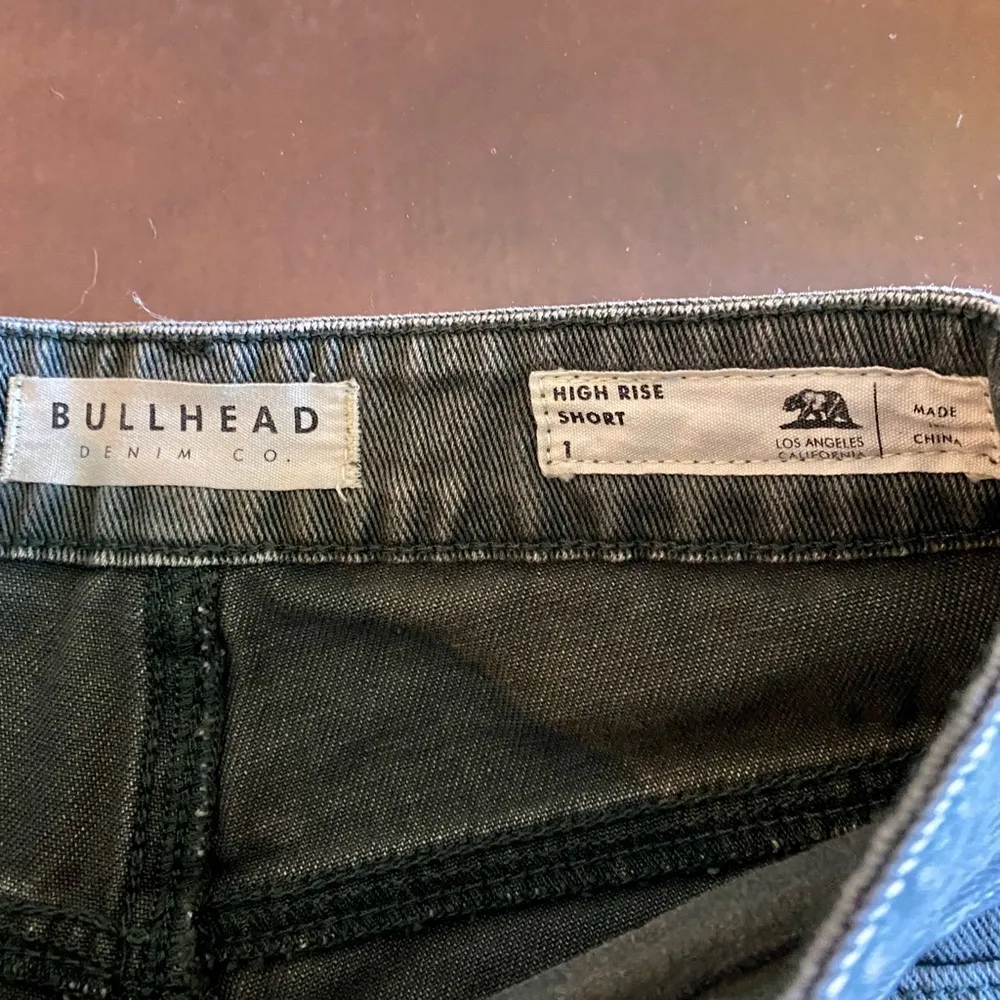 BULLHEAD
DENIM CO.
HIGH RISE
SHORT
1
LOS ANGELES
CALIFORNIA
MADE
IN
CHINA